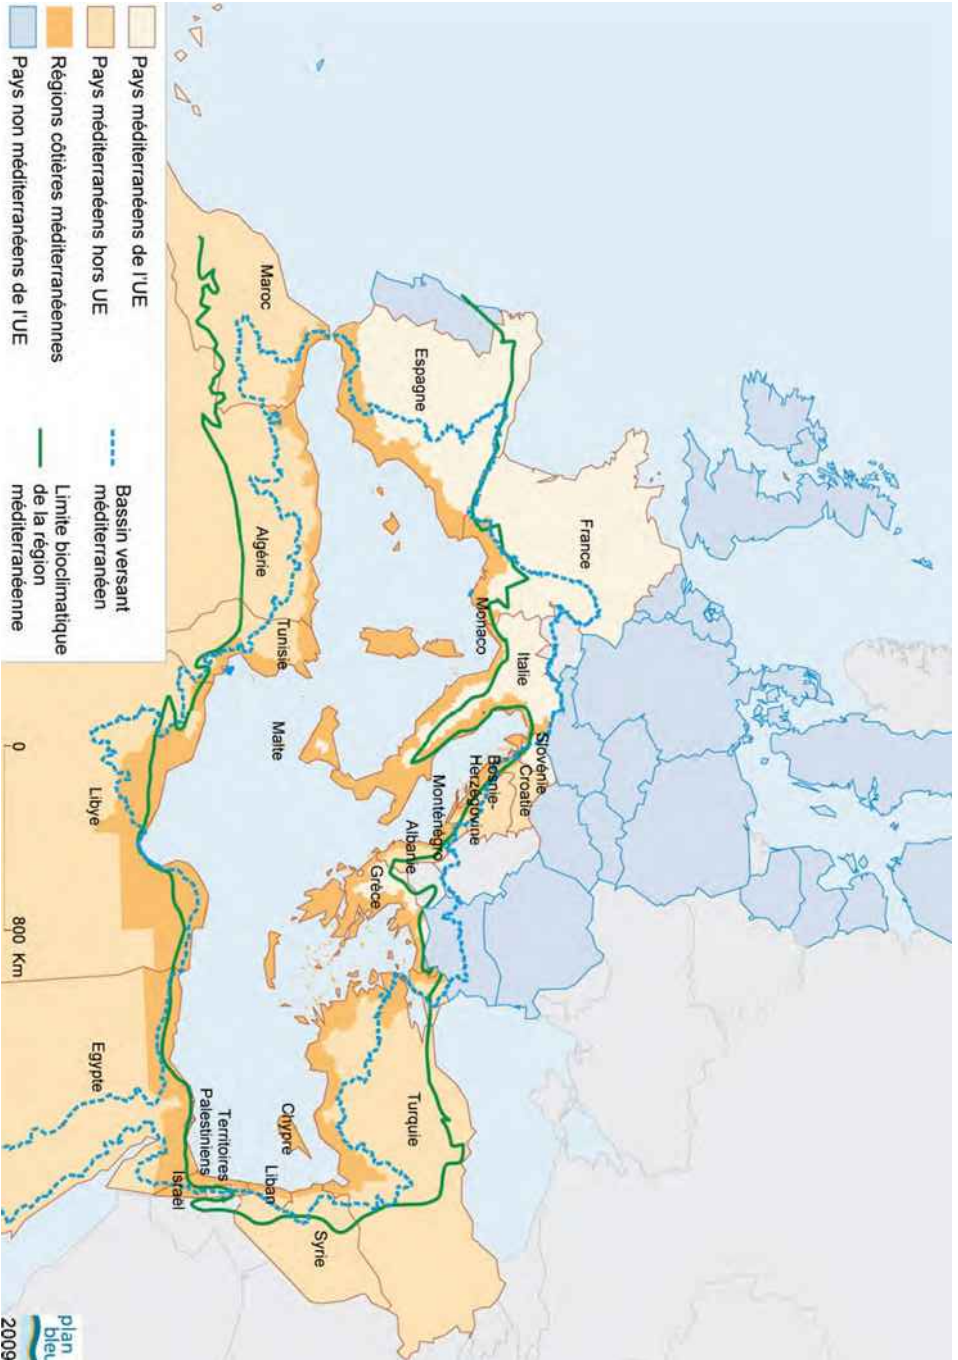 France
Espagne
Monaco
Italie
Slovénie
Croatie
Bosnie-
Herzégovine
Monténégro
Albanie
Grèce
Turquie
Malte
Chypre
Syrie
Liban
Territoires
Palestiniens
Israël
Maroc
Algérie
Tunisie
Libye
Egypte
Pays méditerranéens de l'UE
Pays méditerranéens hors UE
Régions côtières méditerranéennes
Pays non méditerranéens de l'UE
Bassin versant
méditerranéen
Limite bioclimatique
de la région
méditerranéenne
0
800 Km
plan
bleu
2009